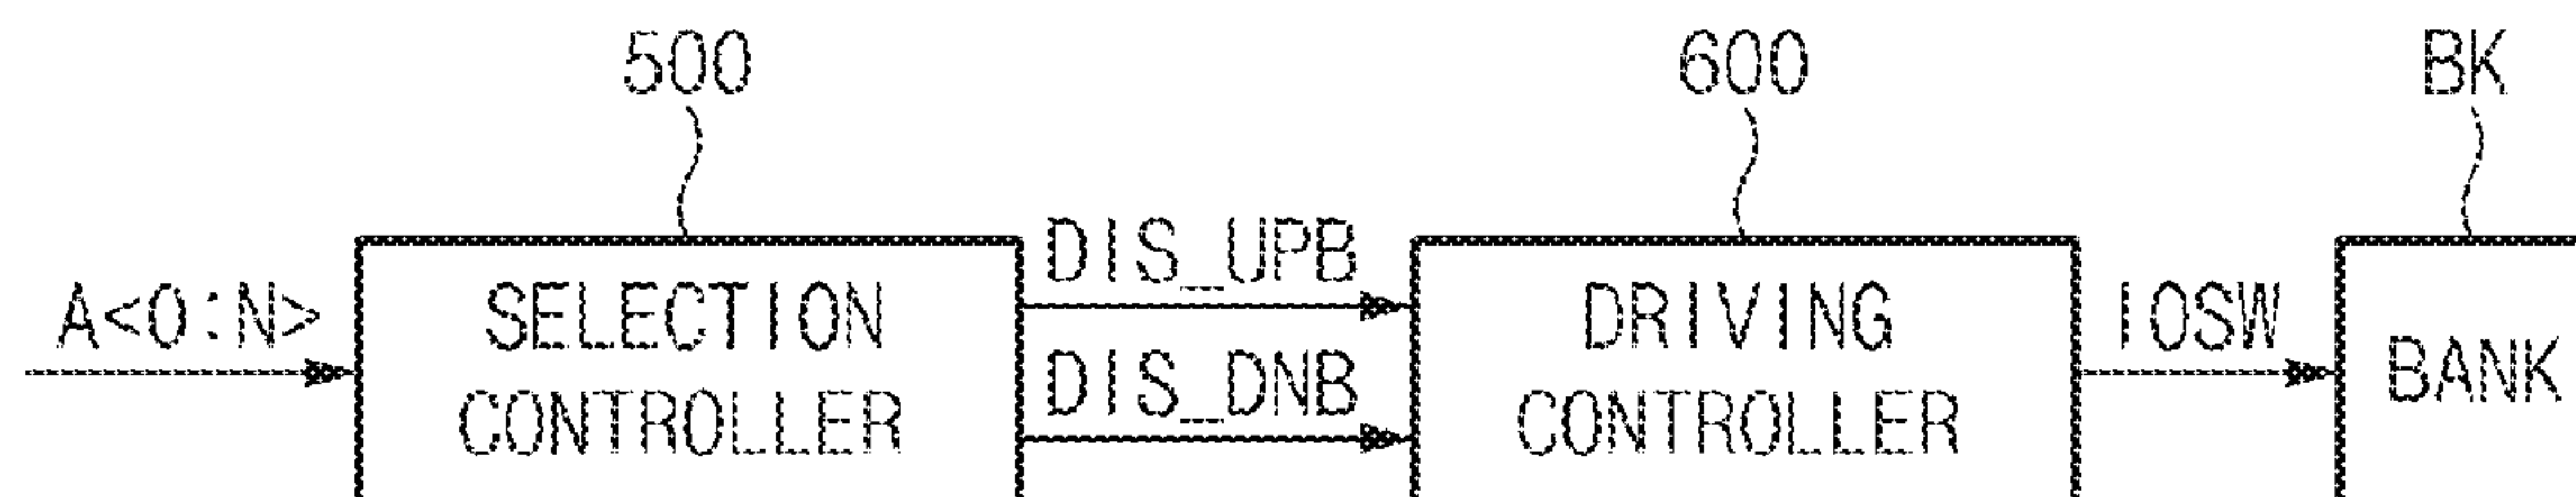 500
600
BK
A<0:N>
SELECTION
CONTROLLER
DIS_UPB
DIS_DNB
DRIVING
CONTROLLER
IOSW
BANK